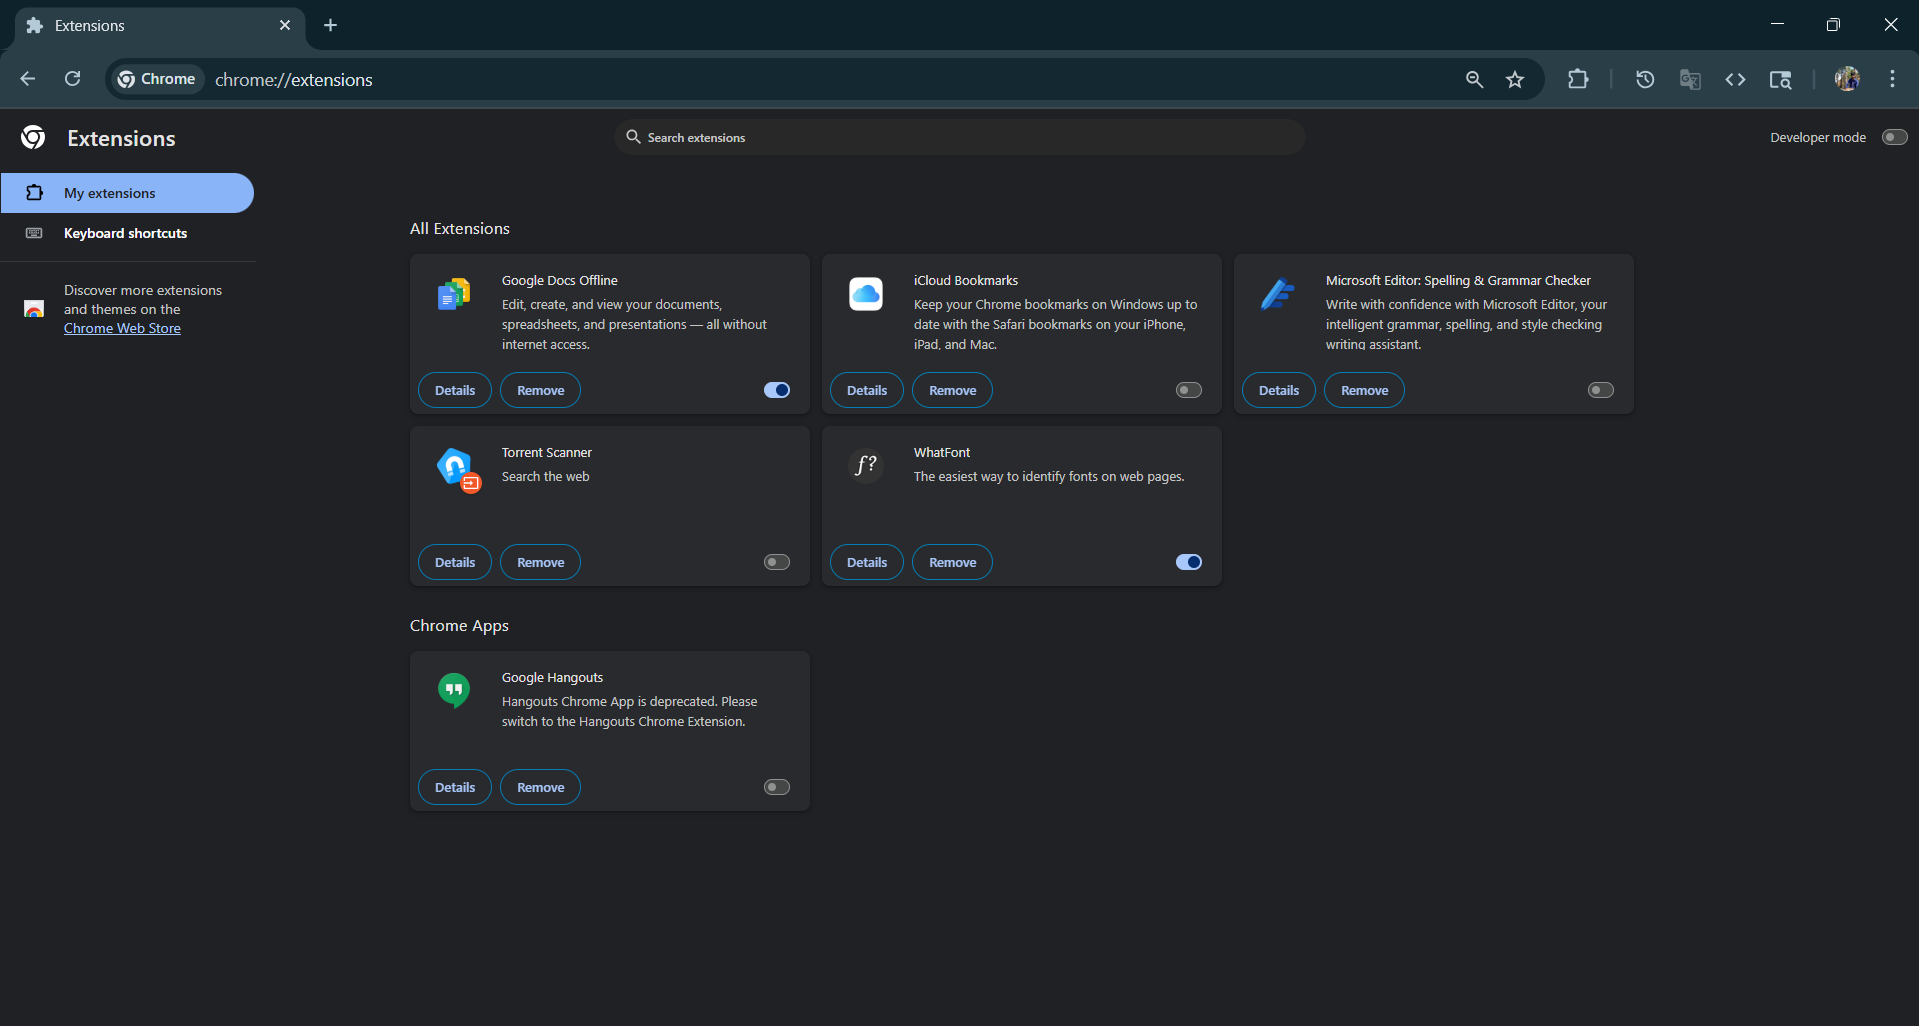 Extensions
Chrome
chrome://extensions
Extensions
Search extensions
Developer mode
My extensions
Keyboard shortcuts
Discover more extensions
and themes on the
Chrome Web Store
All Extensions
Google Docs Offline
Edit, create, and view your documents,
spreadsheets, and presentations — all without
internet access.
Details
Remove
iCloud Bookmarks
Keep your Chrome bookmarks on Windows up to
date with the Safari bookmarks on your iPhone,
iPad, and Mac.
Details
Remove
Microsoft Editor: Spelling & Grammar Checker
Write with confidence with Microsoft Editor, your
intelligent grammar, spelling, and style checking
writing assistant.
Details
Remove
Torrent Scanner
Search the web
Details
Remove
f?
WhatFont
The easiest way to identify fonts on web pages.
Details
Remove
Chrome Apps
Google Hangouts
Hangouts Chrome App is deprecated. Please
switch to the Hangouts Chrome Extension.
Details
Remove